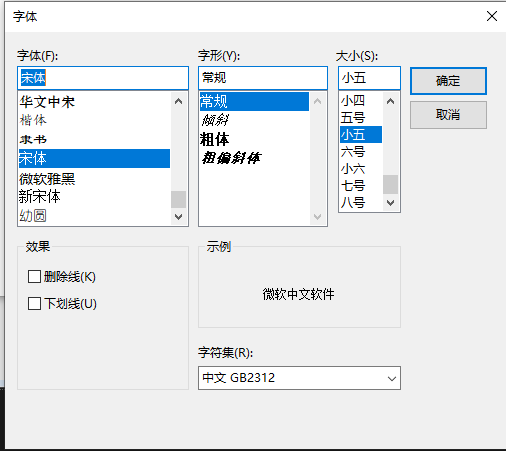 字体
字体(F):
宋体
华文中宋
楷体
隶书
宋体
微软雅黑
新宋体
幼圆
字形(Y):
常规
常规
倾斜
粗体
粗偏斜体
大小(S):
小五
小四
五号
小五
六号
小六
七号
八号
确定
取消
效果
删除线(K)
下划线(U)
示例
微软中文软件
字符集(R):
中文 GB2312